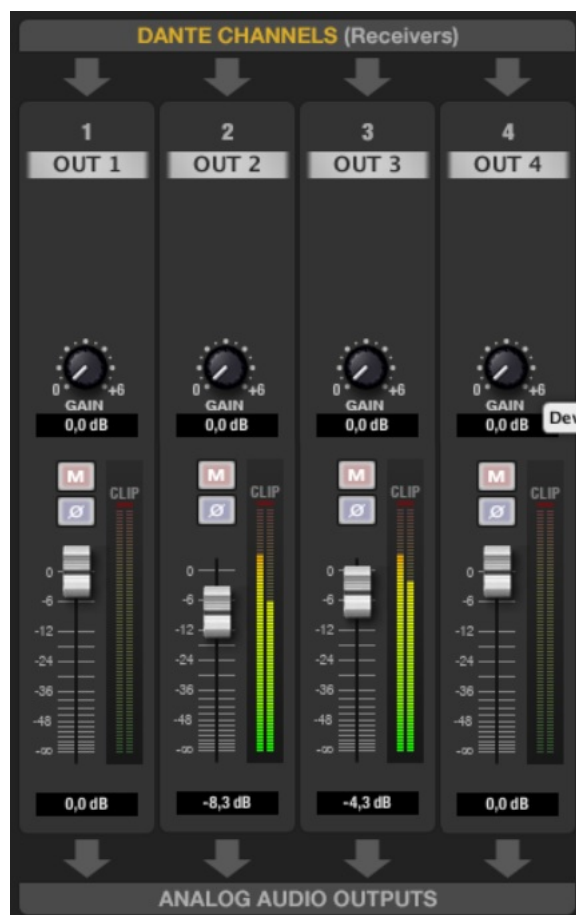 DANTE CHANNELS (Receivers)
1 2 3 4
OUT 1 OUT 2 OUT 3 OUT 4
0 +6 0 +6 0 +6 0 +6
GAIN GAIN GAIN GAIN
0,0 dB 0,0 dB 0,0 dB 0,0 dB
M CLIP M CLIP M CLIP M CLIP
Ø Ø Ø Ø
0 0 0 0
-6 -6 -6 -6
-12 -12 -12 -12
-24 -24 -24 -24
-36 -36 -36 -36
-48 -48 -48 -48
-∞ -∞ -∞ -∞
0,0 dB -8,3 dB -4,3 dB 0,0 dB
ANALOG AUDIO OUTPUTS